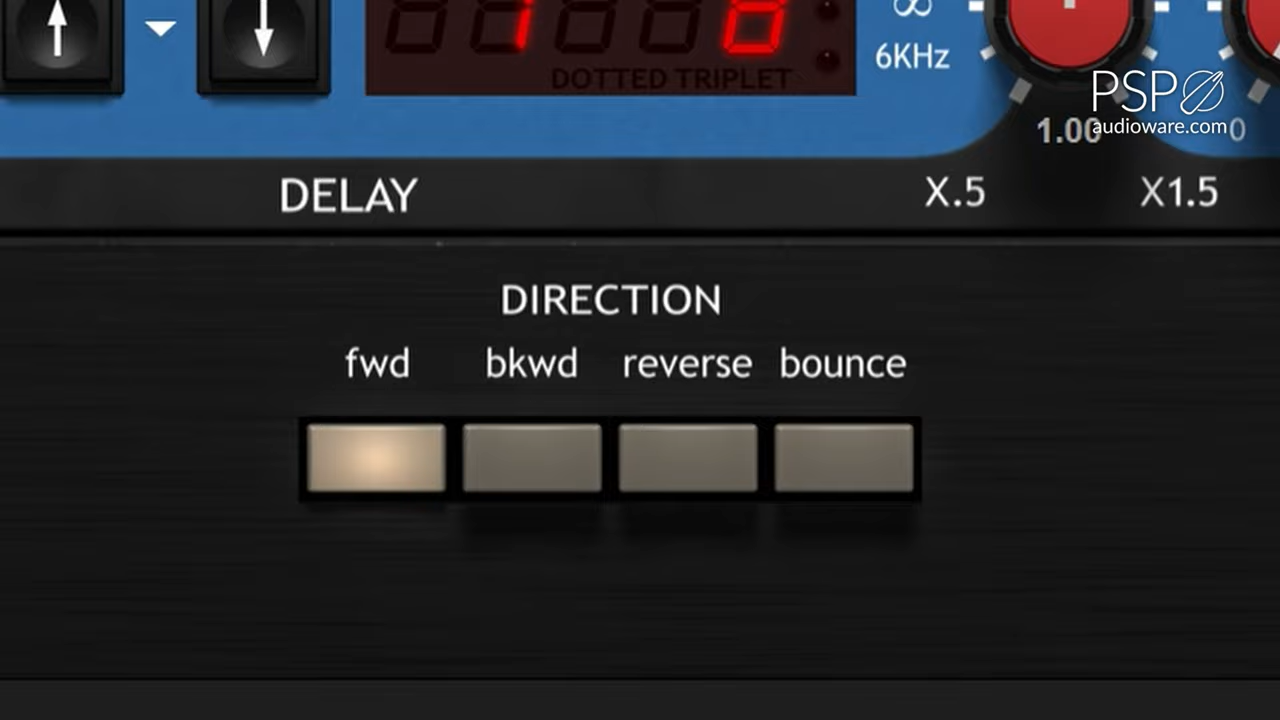 ∞
6KHz
DOTTED TRIPLET
PSP
audioware.com
1.00
DELAY
X.5
X1.5
DIRECTION
fwd bkwd reverse bounce